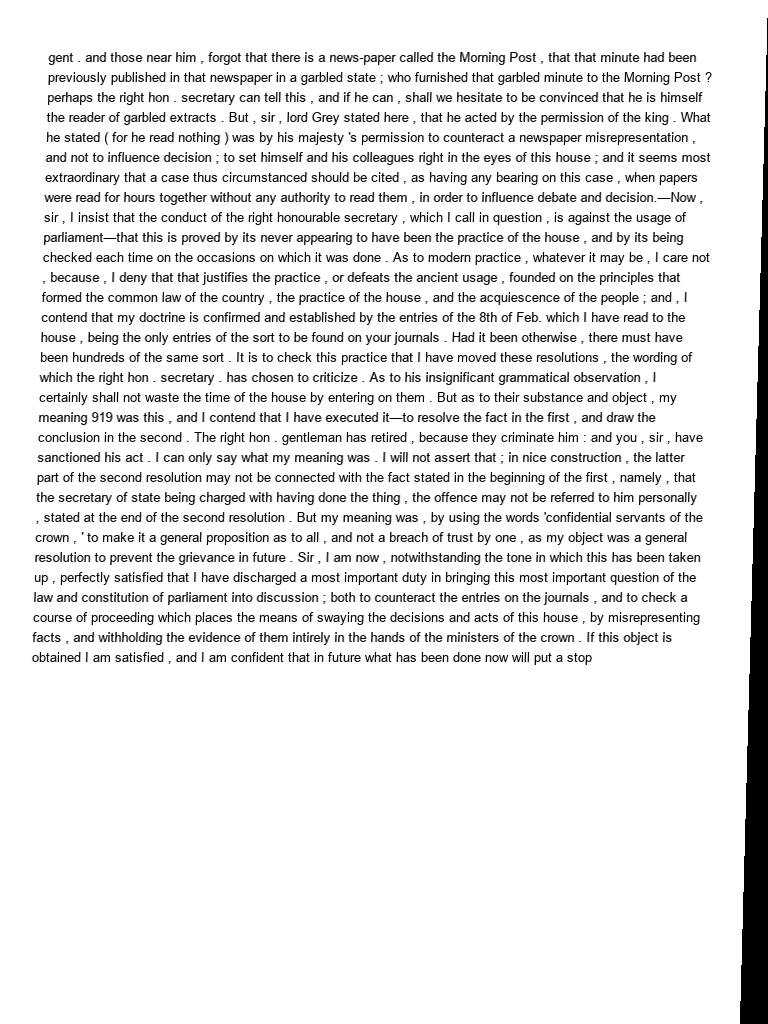 gent . and those near him , forgot that there is a news-paper called the Morning Post , that that minute had been
previously published in that newspaper in a garbled state ; who furnished that garbled minute to the Morning Post ?
perhaps the right hon . secretary can tell this , and if he can , shall we hesitate to be convinced that he is himself
the reader of garbled extracts . But , sir , lord Grey stated here , that he acted by the permission of the king . What
he stated ( for he read nothing ) was by his majesty 's permission to counteract a newspaper misrepresentation ,
and not to influence decision ; to set himself and his colleagues right in the eyes of this house ; and it seems most
extraordinary that a case thus circumstanced should be cited , as having any bearing on this case , when papers
were read for hours together without any authority to read them , in order to influence debate and decision.—Now ,
sir , I insist that the conduct of the right honourable secretary , which I call in question , is against the usage of
parliament—that this is proved by its never appearing to have been the practice of the house , and by its being
checked each time on the occasions on which it was done . As to modern practice , whatever it may be , I care not
, because , I deny that that justifies the practice , or defeats the ancient usage , founded on the principles that
formed the common law of the country , the practice of the house , and the acquiescence of the people ; and , I
contend that my doctrine is confirmed and established by the entries of the 8th of Feb. which I have read to the
house , being the only entries of the sort to be found on your journals . Had it been otherwise , there must have
been hundreds of the same sort . It is to check this practice that I have moved these resolutions , the wording of
which the right hon . secretary . has chosen to criticize . As to his insignificant grammatical observation , I
certainly shall not waste the time of the house by entering on them . But as to their substance and object , my
meaning 919 was this , and I contend that I have executed it—to resolve the fact in the first , and draw the
conclusion in the second . The right hon . gentleman has retired , because they criminate him : and you , sir , have
sanctioned his act . I can only say what my meaning was . I will not assert that ; in nice construction , the latter
part of the second resolution may not be connected with the fact stated in the beginning of the first , namely , that
the secretary of state being charged with having done the thing , the offence may not be referred to him personally
, stated at the end of the second resolution . But my meaning was , by using the words 'confidential servants of the
crown , ' to make it a general proposition as to all , and not a breach of trust by one , as my object was a general
resolution to prevent the grievance in future . Sir , I am now , notwithstanding the tone in which this has been taken
up , perfectly satisfied that I have discharged a most important duty in bringing this most important question of the
law and constitution of parliament into discussion ; both to counteract the entries on the journals , and to check a
course of proceeding which places the means of swaying the decisions and acts of this house , by misrepresenting
facts , and withholding the evidence of them intirely in the hands of the ministers of the crown . If this object is
obtained I am satisfied , and I am confident that in future what has been done now will put a stop